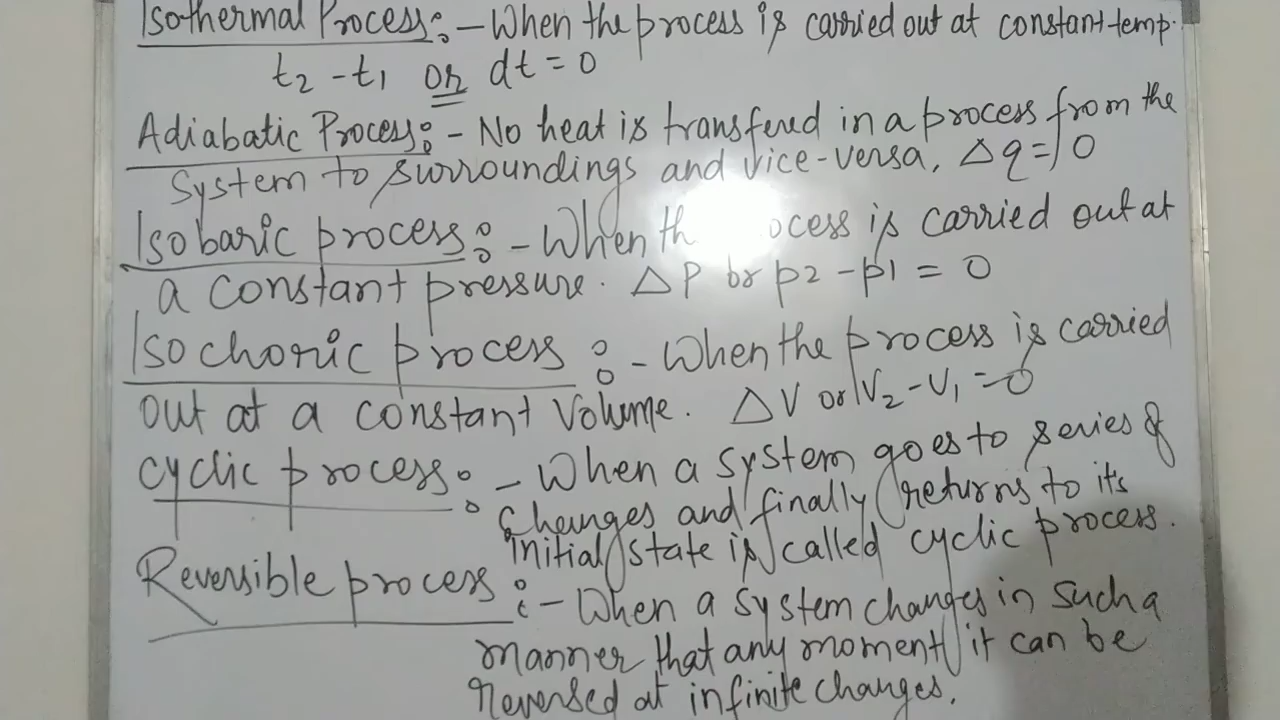 Isothermal Process:- When the process is carried out at constant temp.
t2 - t1 or dt = 0
Adiabatic Process:- No heat is transfered in a process from the
System to surroundings and vice-versa, Δq = 0
Isobaric process:- When th ocess is carried out at
a constant pressure. ΔP or p2 - p1 = 0
Isochoric process:- When the process is carried
out at a constant Volume. ΔV or V2 - V1 = 0
Cyclic process:- When a system goes to series of
Changes and finally returns to its
initial state is called cyclic process.
Reversible process:- When a system changes in such a
manner that any moment it can be
reversed at infinite changes.